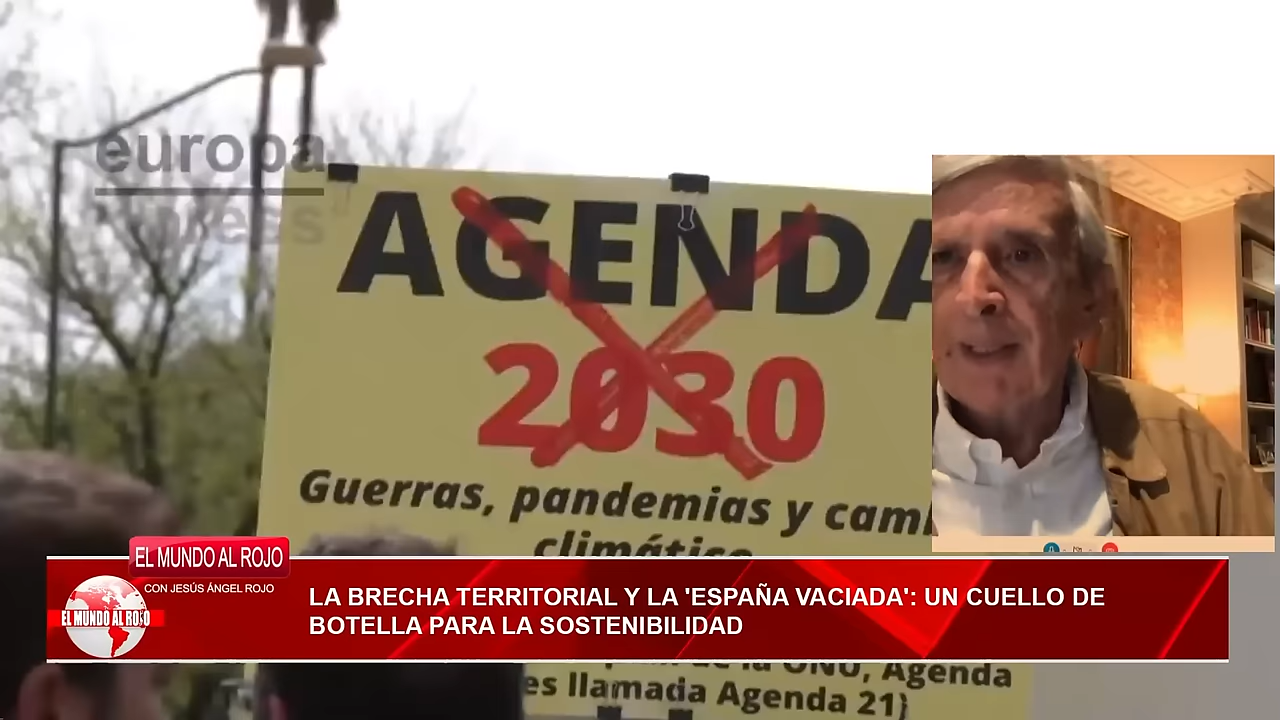 europa
press
AGENDA
2030
Guerras, pandemias y cam
climático
EL MUNDO AL ROJO
CON JESÚS ÁNGEL ROJO
EL MUNDO AL ROJO
LA BRECHA TERRITORIAL Y LA 'ESPAÑA VACIADA': UN CUELLO DE
BOTELLA PARA LA SOSTENIBILIDAD
de la ONU, Agenda
es llamada Agenda 21)